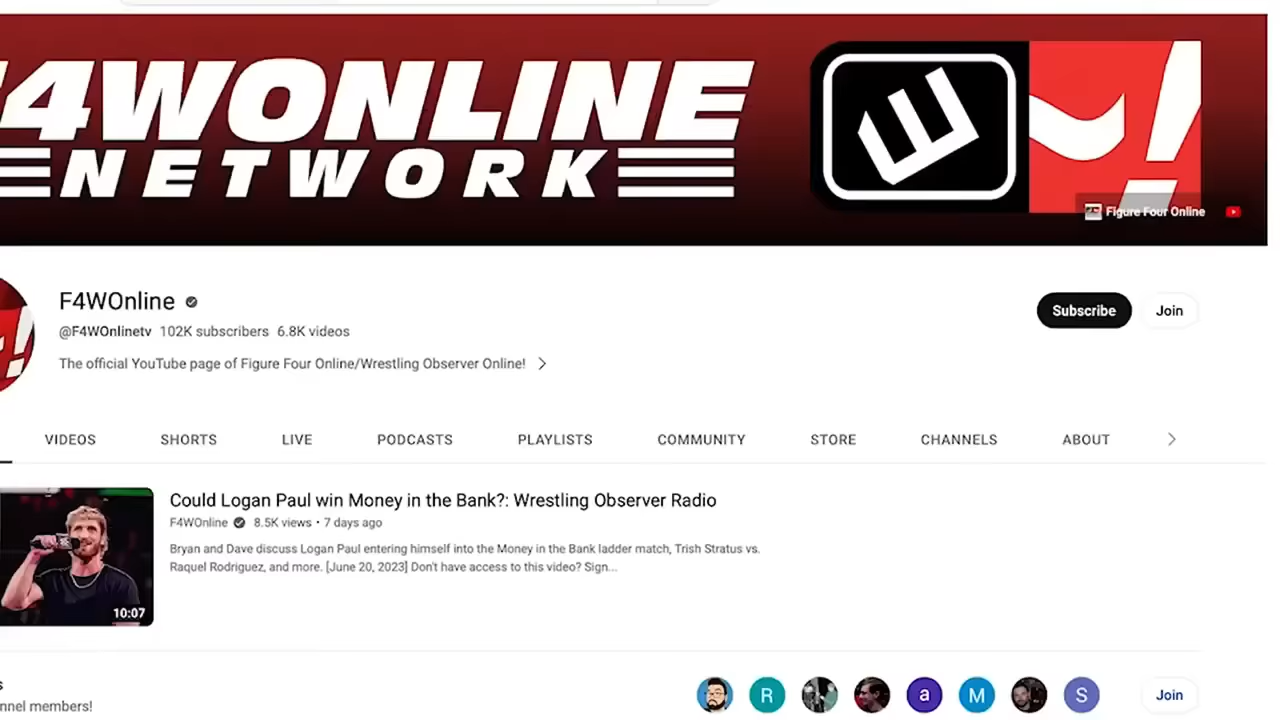 F4WONLINE
NETWORK
Figure Four Online
F4WOnline
@F4WOnlinetv 102K subscribers 6.8K videos
The official YouTube page of Figure Four Online/Wrestling Observer Online!
Subscribe
Join
VIDEOS SHORTS LIVE PODCASTS PLAYLISTS COMMUNITY STORE CHANNELS ABOUT
Could Logan Paul win Money in the Bank?: Wrestling Observer Radio
F4WOnline 8.5K views • 7 days ago
Bryan and Dave discuss Logan Paul entering himself into the Money in the Bank ladder match, Trish Stratus vs.
Raquel Rodriguez, and more. [June 20, 2023] Don't have access to this video? Sign...
10:07
s
nnel members!
R a M S
Join